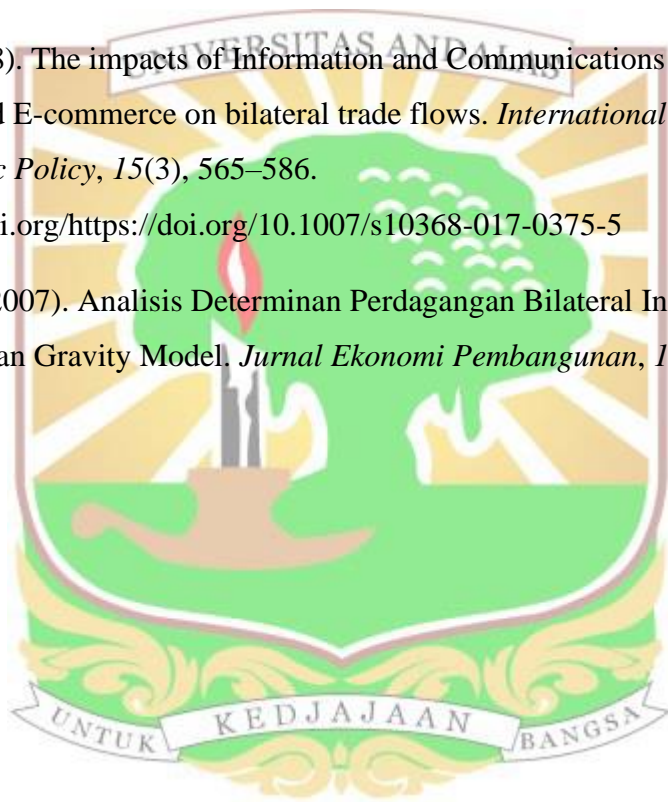 UNIVERSITAS ANDALAS
8). The impacts of Information and Communications
d E-commerce on bilateral trade flows. International
c Policy, 15(3), 565–586.
i.org/https://doi.org/10.1007/s10368-017-0375-5
2007). Analisis Determinan Perdagangan Bilateral In
an Gravity Model. Jurnal Ekonomi Pembangunan, 1
UNTUK KEDJAJAAN BANGSA